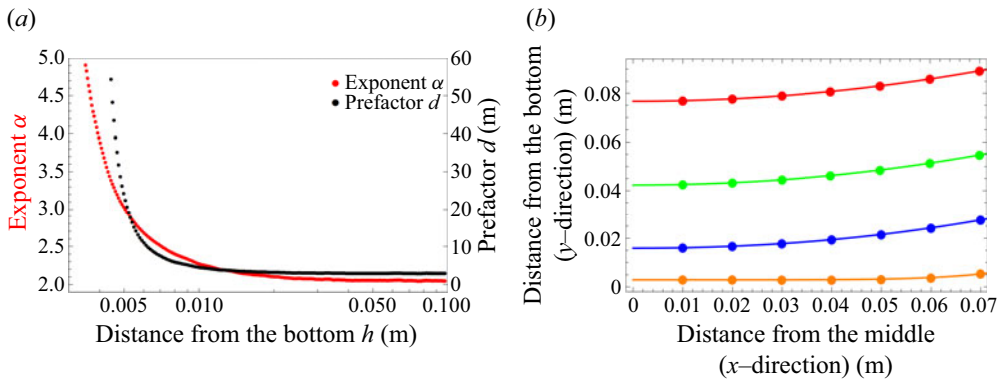 (a)
5.0
4.5
4.0
3.5
3.0
2.5
2.0
Exponent α
60
50
40
30
20
10
0
Prefactor d (m)
Exponent α
Prefactor d
0.005 0.010 0.050 0.100
Distance from the bottom h (m)
(b)
0.08
0.04
0.02
0
Distance from the bottom
(y–direction) (m)
0 0.01 0.02 0.03 0.04 0.05 0.06 0.07
Distance from the middle
(x–direction) (m)